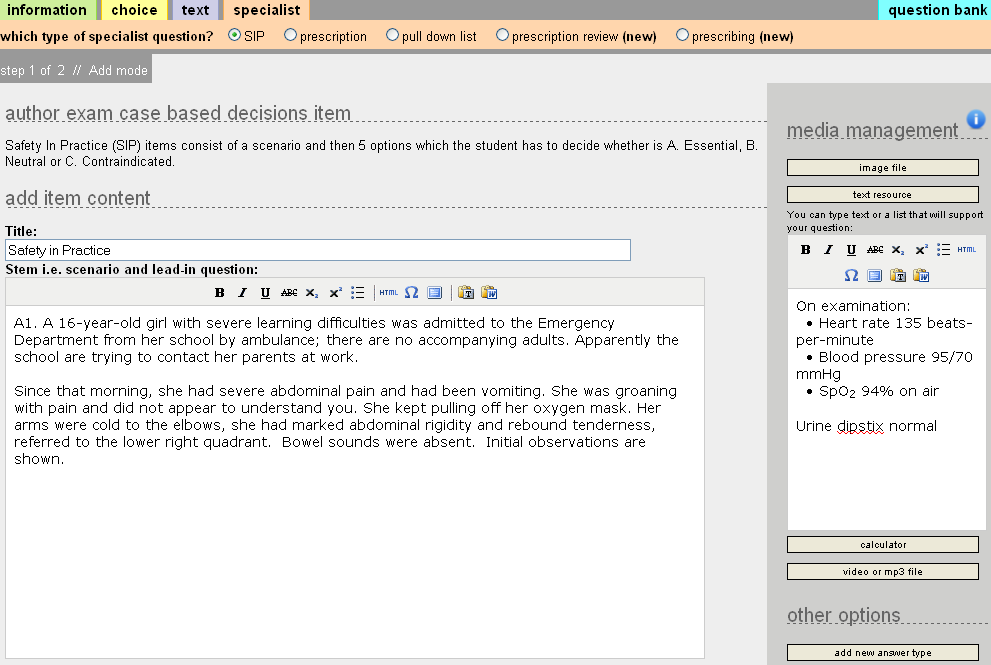 information choice text specialist question bank
which type of specialist question? SIP prescription pull down list prescription review (new) prescribing (new)
step 1 of 2 // Add mode
author exam case based decisions item
Safety In Practice (SIP) items consist of a scenario and then 5 options which the student has to decide whether is A. Essential, B.
Neutral or C. Contraindicated.
add item content
Title:
Safety in Practice
Stem i.e. scenario and lead-in question:
B I U ABC X₂ X² HTML Ω
A1. A 16-year-old girl with severe learning difficulties was admitted to the Emergency
Department from her school by ambulance; there are no accompanying adults. Apparently the
school are trying to contact her parents at work.
Since that morning, she had severe abdominal pain and had been vomiting. She was groaning
with pain and did not appear to understand you. She kept pulling off her oxygen mask. Her
arms were cold to the elbows, she had marked abdominal rigidity and rebound tenderness,
referred to the lower right quadrant. Bowel sounds were absent. Initial observations are
shown.
media management i
image file
text resource
You can type text or a list that will support
your question:
B I U ABC X₂ X² HTML
Ω
On examination:
• Heart rate 135 beats-
per-minute
• Blood pressure 95/70
mmHg
• SpO₂ 94% on air
Urine dipstix normal
calculator
video or mp3 file
other options
add new answer type